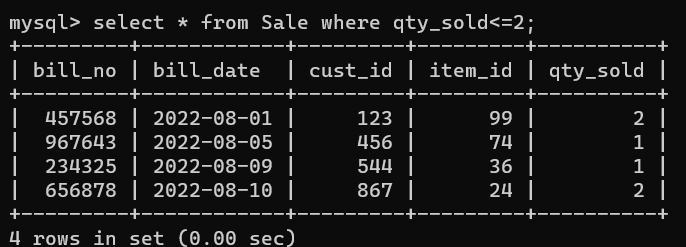 mysql> select * from Sale where qty_sold<=2;
+---------+------------+---------+---------+----------+
| bill_no | bill_date  | cust_id | item_id | qty_sold |
+---------+------------+---------+---------+----------+
|  457568 | 2022-08-01 |     123 |      99 |        2 |
|  967643 | 2022-08-05 |     456 |      74 |        1 |
|  234325 | 2022-08-09 |     544 |      36 |        1 |
|  656878 | 2022-08-10 |     867 |      24 |        2 |
+---------+------------+---------+---------+----------+
4 rows in set (0.00 sec)